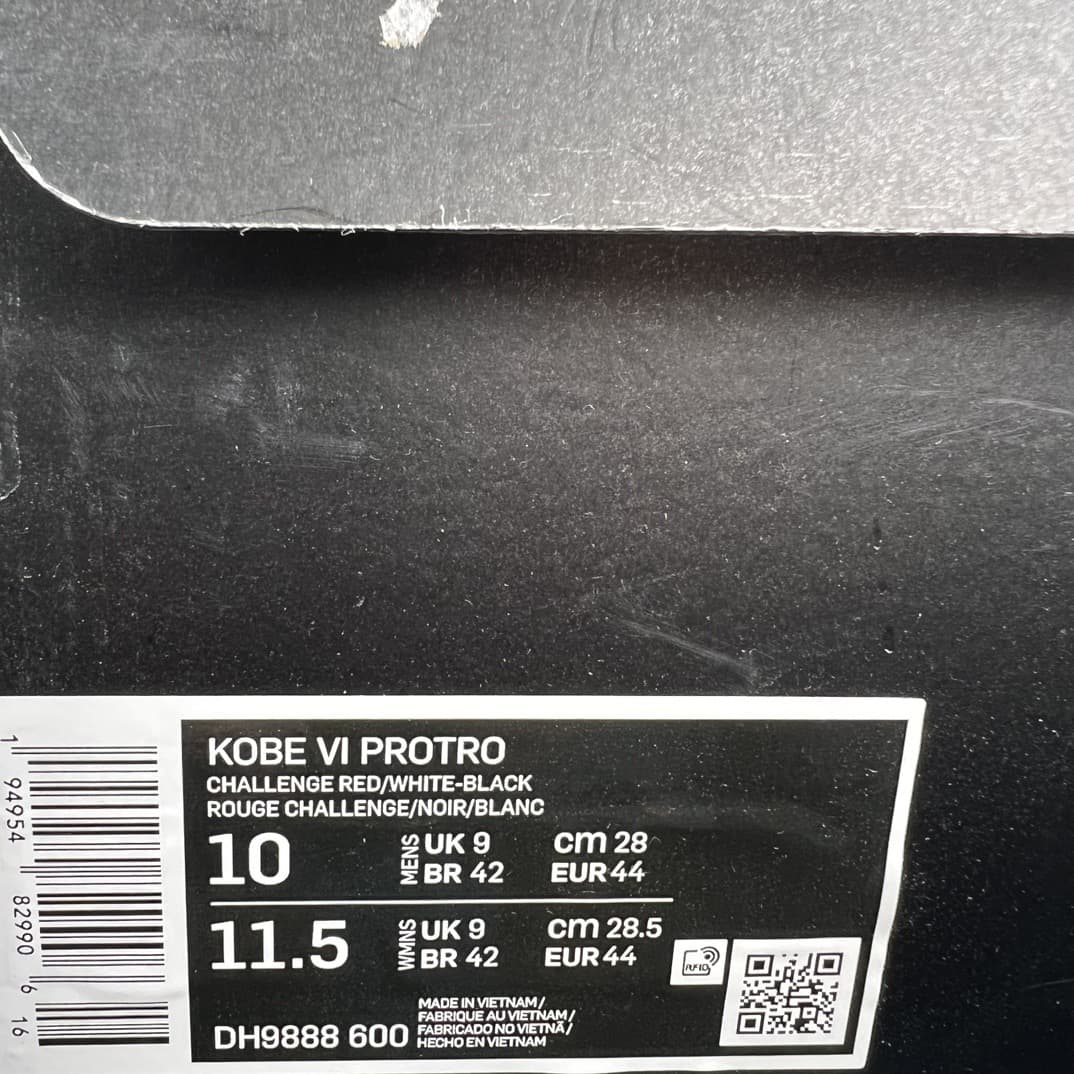 KOBE VI PROTRO
CHALLENGE RED/WHITE-BLACK
ROUGE CHALLENGE/NOIR/BLANC
10
MENS
UK 9
cm 28
BR 42
EUR 44
11.5
WMNS
UK 9
cm 28.5
BR 42
EUR 44
RFID
DH9888 600
MADE IN VIETNAM/
FABRIQUE AU VIETNAM/
FABRICADO NO VIETNÃ/
HECHO EN VIETNAM
1 94954 82990 6 16